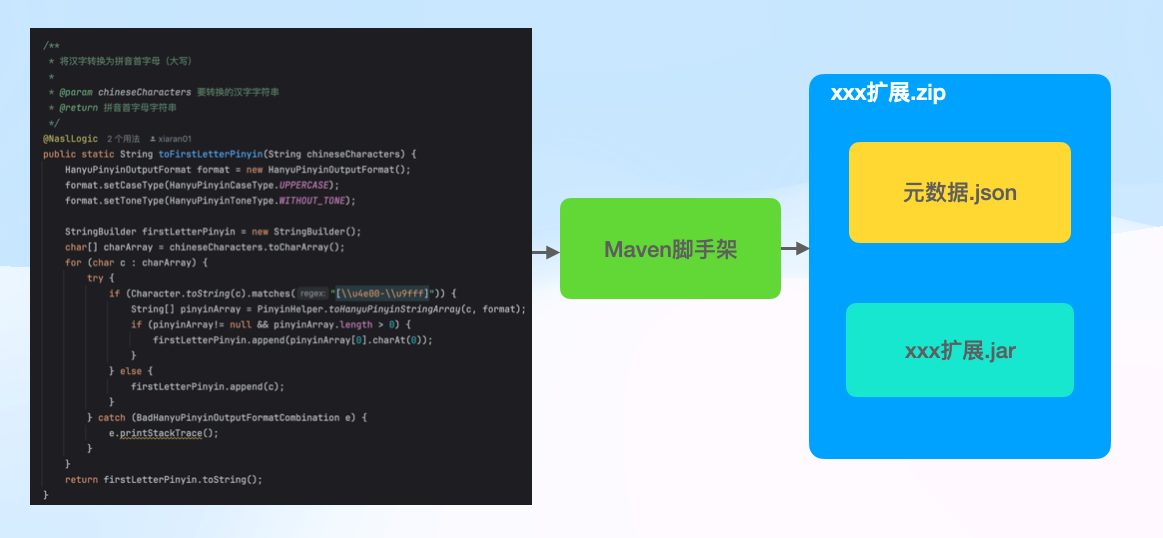 /**
 * 将汉字转换为拼音首字母（大写）
 *
 * @param chineseCharacters 要转换的汉字字符串
 * @return 拼音首字母字符串
 */
@NaslLogic 2 个用法 xiaran01
public static String toFirstLetterPinyin(String chineseCharacters) {
    HanyuPinyinOutputFormat format = new HanyuPinyinOutputFormat();
    format.setCaseType(HanyuPinyinCaseType.UPPERCASE);
    format.setToneType(HanyuPinyinToneType.WITHOUT_TONE);
    StringBuilder firstLetterPinyin = new StringBuilder();
    char[] charArray = chineseCharacters.toCharArray();
    for (char c : charArray) {
        try {
            if (Character.toString(c).matches( regex: "[\\u4e00-\\u9fff]")) {
                String[] pinyinArray = PinyinHelper.toHanyuPinyinStringArray(c, format);
                if (pinyinArray!= null && pinyinArray.length > 0) {
                    firstLetterPinyin.append(pinyinArray[0].charAt(0));
                }
            } else {
                firstLetterPinyin.append(c);
            }
        } catch (BadHanyuPinyinOutputFormatCombination e) {
            e.printStackTrace();
        }
    }
    return firstLetterPinyin.toString();
}
Maven脚手架
xxx扩展.zip
元数据.json
xxx扩展.jar